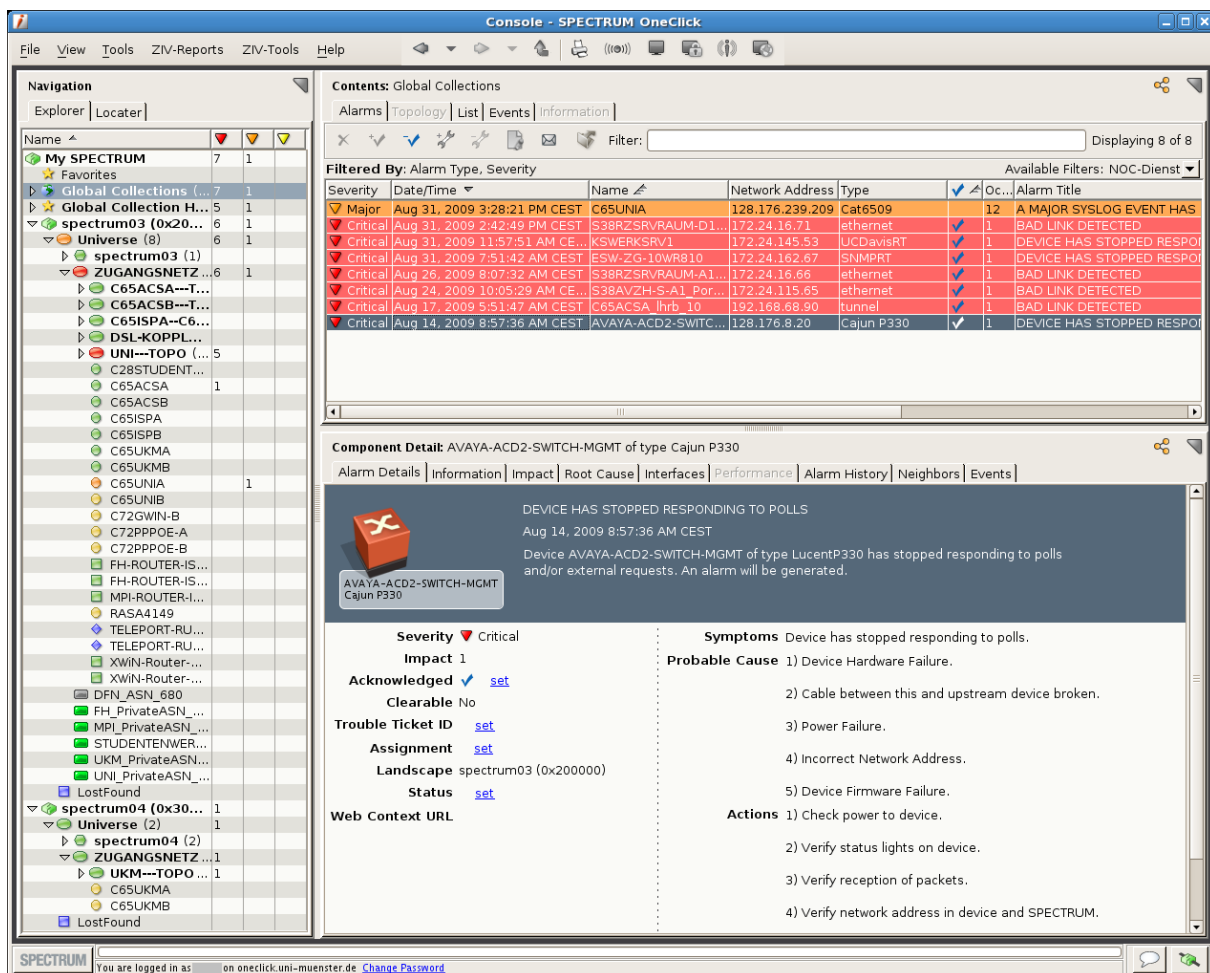 Console - SPECTRUM OneClick
File View Tools ZIV-Reports ZIV-Tools Help
Navigation
Explorer Locater
Name
My SPECTRUM 7 1
Favorites
Global Collections (... 7 1
Global Collection H... 5 1
spectrum03 (0x20... 6 1
Universe (8) 6 1
spectrum03 (1)
ZUGANGSNETZ ... 6 1
C65ACSA---T...
C65ACSB---T...
C65ISPA--C6...
DSL-KOPPL...
UNI---TOPO (... 5
C28STUDENT...
C65ACSA 1
C65ACSB
C65ISPA
C65ISPB
C65UKMA
C65UKMB
C65UNIA 1
C65UNIB
C72GWIN-B
C72PPPOE-A
C72PPPOE-B
FH-ROUTER-IS...
FH-ROUTER-IS...
MPI-ROUTER-I...
RASA4149
TELEPORT-RU...
TELEPORT-RU...
XWiN-Router-...
XWiN-Router-...
DFN_ASN_680
FH_PrivateASN_...
MPI_PrivateASN_...
STUDENTENWER...
UKM_PrivateASN...
UNI_PrivateASN_...
LostFound
spectrum04 (0x30... 1
Universe (2) 1
spectrum04 (2)
ZUGANGSNETZ ... 1
UKM---TOPO ... 1
C65UKMA
C65UKMB
LostFound
Contents: Global Collections
Alarms Topology List Events Information
Filter: Displaying 8 of 8
Filtered By: Alarm Type, Severity Available Filters: NOC-Dienst
Severity Date/Time Name Network Address Type Oc... Alarm Title
Major Aug 31, 2009 3:28:21 PM CEST C65UNIA 128.176.239.209 Cat6509 12 A MAJOR SYSLOG EVENT HAS
Critical Aug 31, 2009 2:42:49 PM CEST S38RZSRVRAUM-D1... 172.24.16.71 ethernet 1 BAD LINK DETECTED
Critical Aug 31, 2009 11:57:51 AM CE... KSWERKSRV1 172.24.145.53 UCDavisRT 1 DEVICE HAS STOPPED RESPO
Critical Aug 31, 2009 7:51:42 AM CEST ESW-ZG-10WR810 172.24.162.67 SNMPRT 1 DEVICE HAS STOPPED RESPO
Critical Aug 26, 2009 8:07:32 AM CEST S38RZSRVRAUM-A1... 172.24.16.66 ethernet 1 BAD LINK DETECTED
Critical Aug 24, 2009 10:05:29 AM CE... S38AVZH-S-A1_Por... 172.24.115.65 ethernet 1 BAD LINK DETECTED
Critical Aug 17, 2009 5:51:47 AM CEST C65ACSA_lhrb_10 192.168.68.90 tunnel 1 BAD LINK DETECTED
Critical Aug 14, 2009 8:57:36 AM CEST AVAYA-ACD2-SWITC... 128.176.8.20 Cajun P330 1 DEVICE HAS STOPPED RESPO
Component Detail: AVAYA-ACD2-SWITCH-MGMT of type Cajun P330
Alarm Details Information Impact Root Cause Interfaces Performance Alarm History Neighbors Events
DEVICE HAS STOPPED RESPONDING TO POLLS
Aug 14, 2009 8:57:36 AM CEST
Device AVAYA-ACD2-SWITCH-MGMT of type LucentP330 has stopped responding to polls
and/or external requests. An alarm will be generated.
AVAYA-ACD2-SWITCH-MGMT
Cajun P330
Severity Critical
Impact 1
Acknowledged set
Clearable No
Trouble Ticket ID set
Assignment set
Landscape spectrum03 (0x200000)
Status set
Web Context URL
Symptoms Device has stopped responding to polls.
Probable Cause 1) Device Hardware Failure.
2) Cable between this and upstream device broken.
3) Power Failure.
4) Incorrect Network Address.
5) Device Firmware Failure.
Actions 1) Check power to device.
2) Verify status lights on device.
3) Verify reception of packets.
4) Verify network address in device and SPECTRUM.
SPECTRUM
You are logged in as on oneclick.uni-muenster.de Change Password